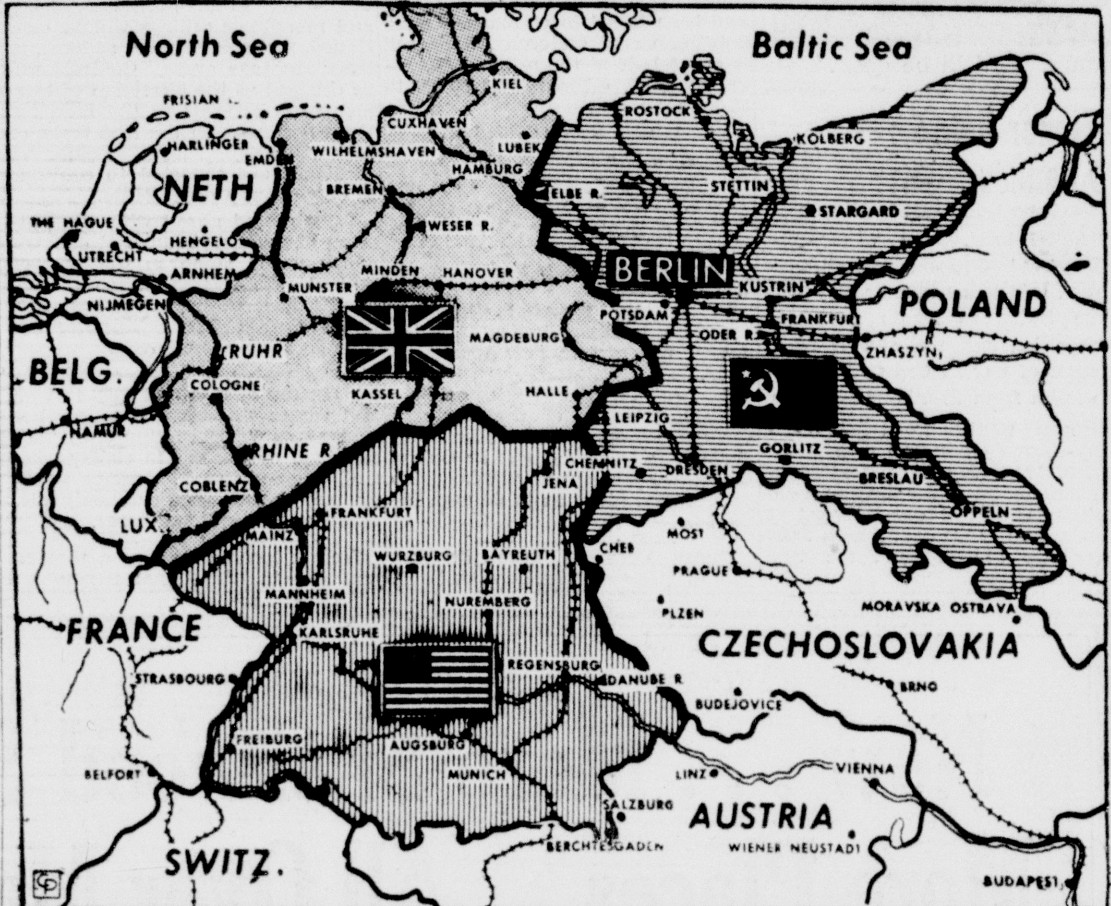 North Sea
Baltic Sea
KIEL
FRISIAN I.
CUXHAVEN
ROSTOCK
HARLINGER
WILHELMSHAVEN
LUBEK
KOLBERG
EMDEN
HAMBURG
NETH
BREMEN
ELBE R.
STETTIN
STARGARD
THE HAGUE
WESER R.
UTRECHT
HENGELO
ARNHEM
MINDEN
HANOVER
BERLIN
MUNSTER
KUSTRIN
NIJMEGEN
POTSDAM
FRANKFURT
POLAND
MAGDEBURG
ODER R.
RUHR
ZHASZYN
BELG.
COLOGNE
KASSEL
HALLE
LEIPZIG
NAMUR
RHINE R.
GORLITZ
CHEMNITZ
DRESDEN
BRESLAU
COBLENZ
JENA
FRANKFURT
OPPELN
LUX.
MAINZ
MOST
WURZBURG
BAYREUTH
CHEB
PRAGUE
MANNHEIM
NUREMBERG
PLZEN
MORAVSKA OSTRAVA
FRANCE
KARLSRUHE
CZECHOSLOVAKIA
REGENSBURG
STRASBOURG
DANUBE R.
BRNO
BUDEJOVICE
FREIBURG
AUGSBURG
BELFORT
MUNICH
LINZ
VIENNA
SALZBURG
AUSTRIA
BERCHTESGADEN
WIENER NEUSTADT
SWITZ.
CP
BUDAPEST